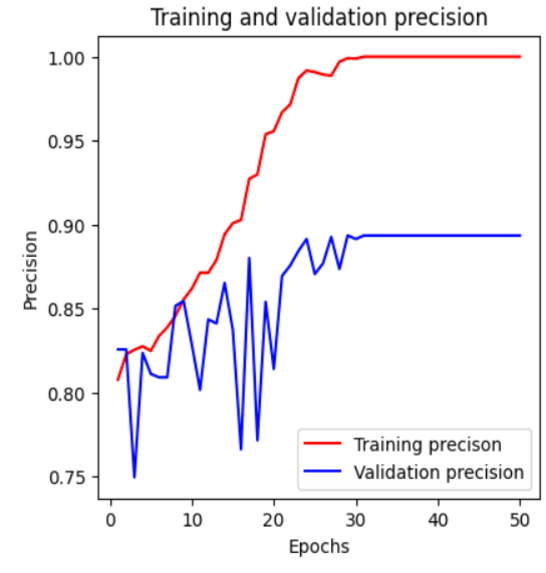 Training and validation precision
1.00
0.95
0.90
0.85
0.80
0.75
Precision
Training precison
Validation precision
0 10 20 30 40 50
Epochs